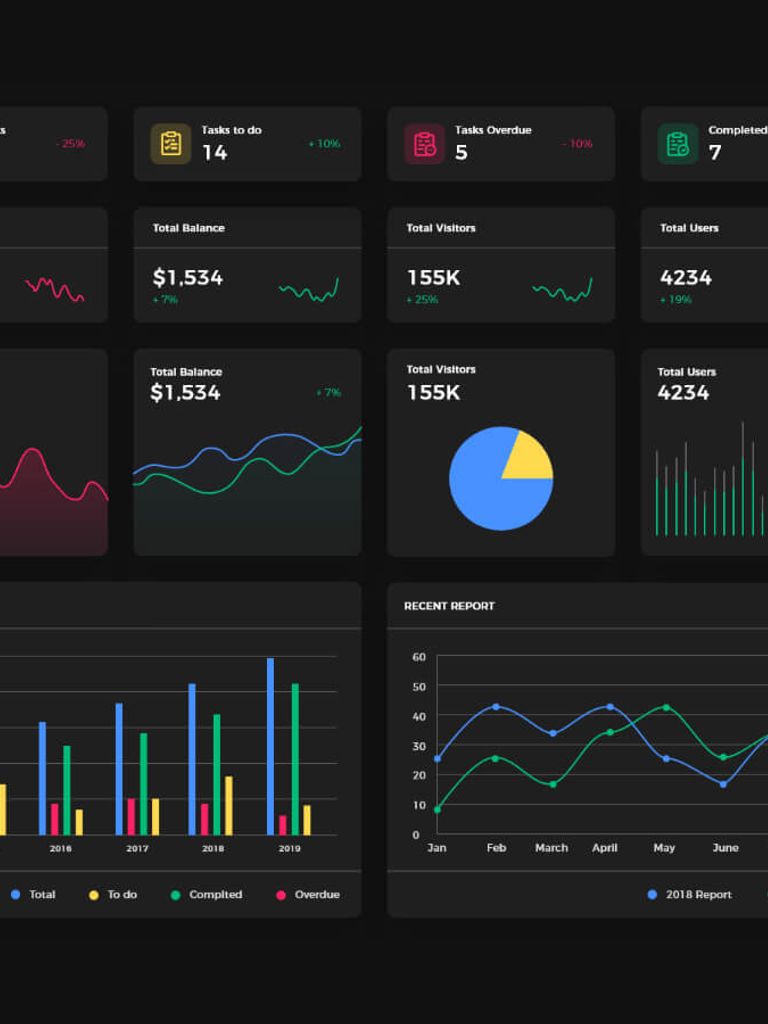 s
- 25%
Tasks to do
14
+ 10%
Tasks Overdue
5
- 10%
Completed
7
Total Balance
$1,534
+ 7%
Total Visitors
155K
+ 25%
Total Users
4234
+ 19%
Total Balance
$1,534
+ 7%
Total Visitors
155K
Total Users
4234
2016 2017 2018 2019
Total To do Complted Overdue
RECENT REPORT
60
50
40
30
20
10
0
Jan Feb March April May June
2018 Report